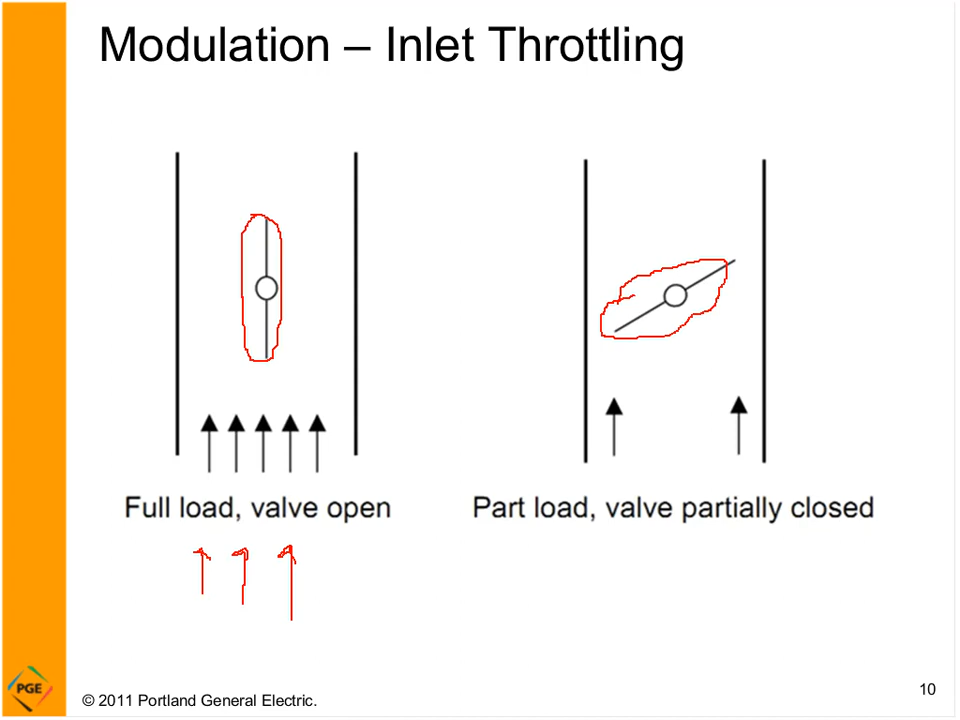 Modulation – Inlet Throttling
Full load, valve open
Part load, valve partially closed
PGE
© 2011 Portland General Electric.
10